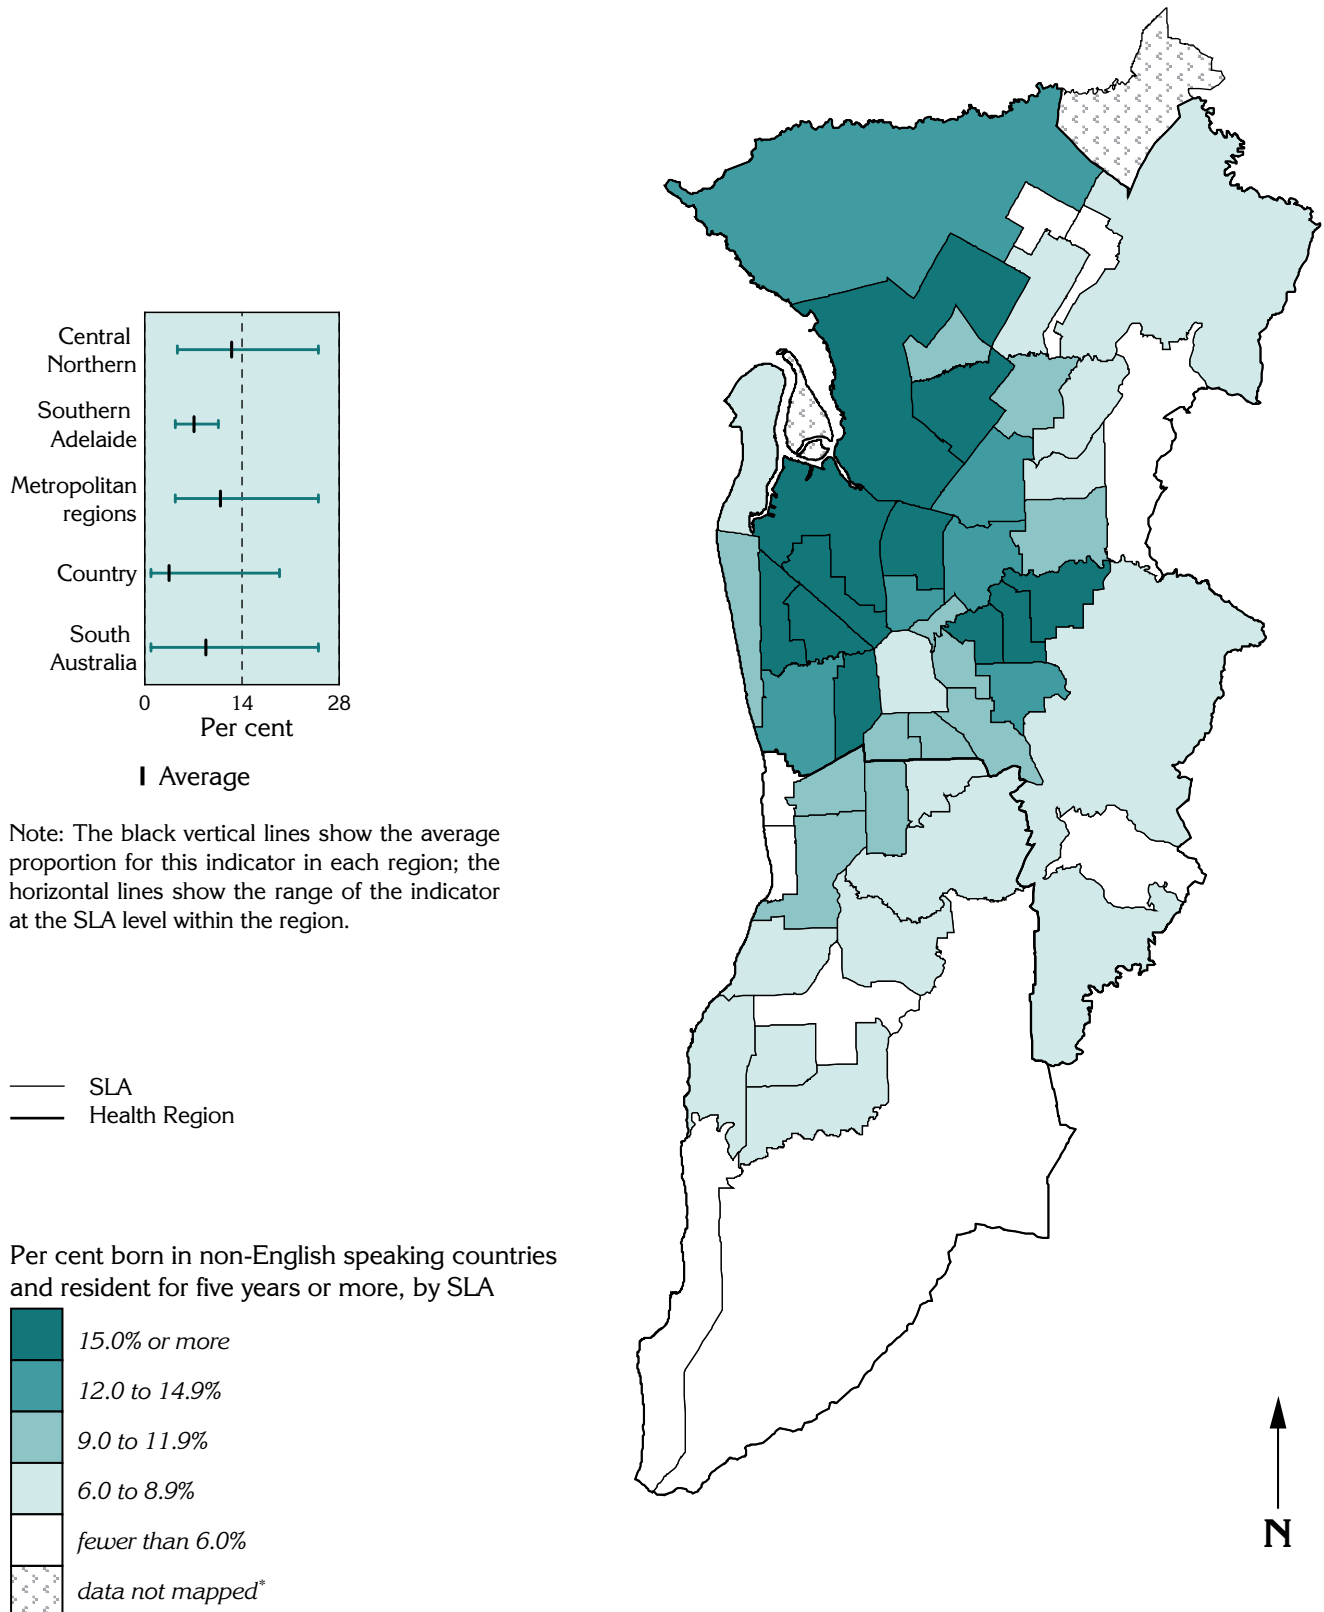 Central
Northern
Southern
Adelaide
Metropolitan
regions
Country
South
Australia
0 14 28
Per cent
Average
Note: The black vertical lines show the average
proportion for this indicator in each region; the
horizontal lines show the range of the indicator
at the SLA level within the region.
SLA
Health Region
Per cent born in non-English speaking countries
and resident for five years or more, by SLA
15.0% or more
12.0 to 14.9%
9.0 to 11.9%
6.0 to 8.9%
fewer than 6.0%
data not mapped*
N